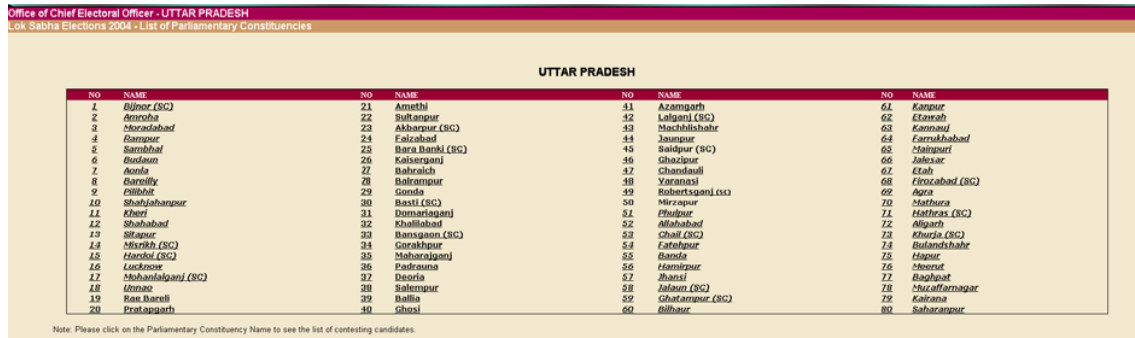 Office of Chief Electoral Officer - UTTAR PRADESH
Lok Sabha Elections 2004 - List of Parliamentary Constituencies
UTTAR PRADESH
NO NAME NO NAME NO NAME NO NAME
1 Bijnor (SC) 21 Amethi 41 Azamgarh 61 Kanpur
2 Amroha 22 Sultanpur 42 Lalganj (SC) 62 Etawah
3 Moradabad 23 Akbarpur (SC) 43 Machhlishahr 63 Kannauj
4 Rampur 24 Faizabad 44 Jaunpur 64 Farrukhabad
5 Sambhal 25 Bara Banki (SC) 45 Saidpur (SC) 65 Mainpuri
6 Budaun 26 Kaiserganj 46 Ghazipur 66 Jalesar
7 Aonla 27 Bahraich 47 Chandauli 67 Etah
8 Bareilly 28 Balrampur 48 Varanasi 68 Firozabad (SC)
9 Pilibhit 29 Gonda 49 Robertsganj (SC) 69 Agra
10 Shahjahanpur 30 Basti (SC) 50 Mirzapur 70 Mathura
11 Kheri 31 Domariaganj 51 Phulpur 71 Hathras (SC)
12 Shahabad 32 Khalilabad 52 Allahabad 72 Aligarh
13 Sitapur 33 Bansgaon (SC) 53 Chail (SC) 73 Khurja (SC)
14 Misrikh (SC) 34 Gorakhpur 54 Fatehpur 74 Bulandshahr
15 Hardoi (SC) 35 Maharajganj 55 Banda 75 Hapur
16 Lucknow 36 Padrauna 56 Hamirpur 76 Meerut
17 Mohanlalganj (SC) 37 Deoria 57 Jhansi 77 Baghpat
18 Unnao 38 Salempur 58 Jalaun (SC) 78 Muzaffarnagar
19 Rae Bareli 39 Ballia 59 Ghatampur (SC) 79 Kairana
20 Pratapgarh 40 Ghosi 60 Bilhaur 80 Saharanpur
Note: Please click on the Parliamentary Constituency Name to see the list of contesting candidates.